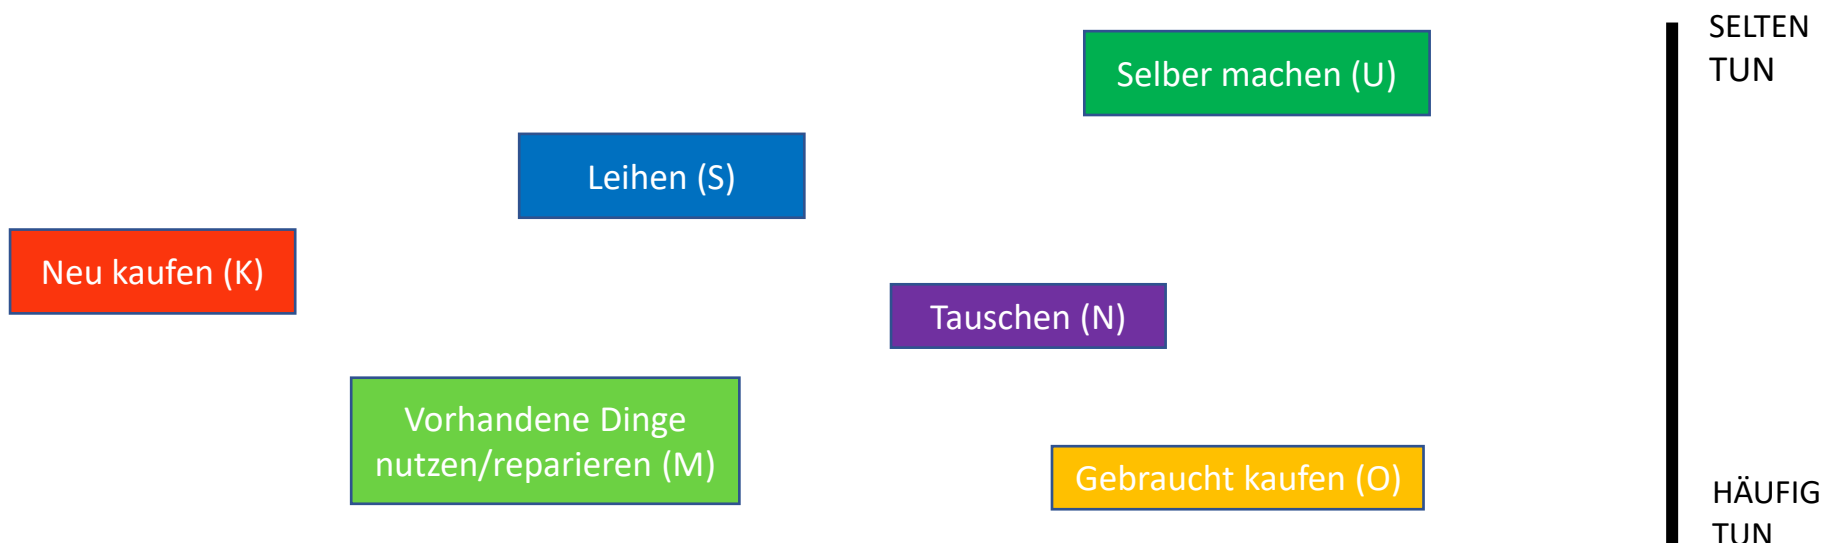 SELTEN
TUN
Selber machen (U)
Leihen (S)
Neu kaufen (K)
Tauschen (N)
Vorhandene Dinge
nutzen/reparieren (M)
Gebraucht kaufen (O)
HÄUFIG
TUN